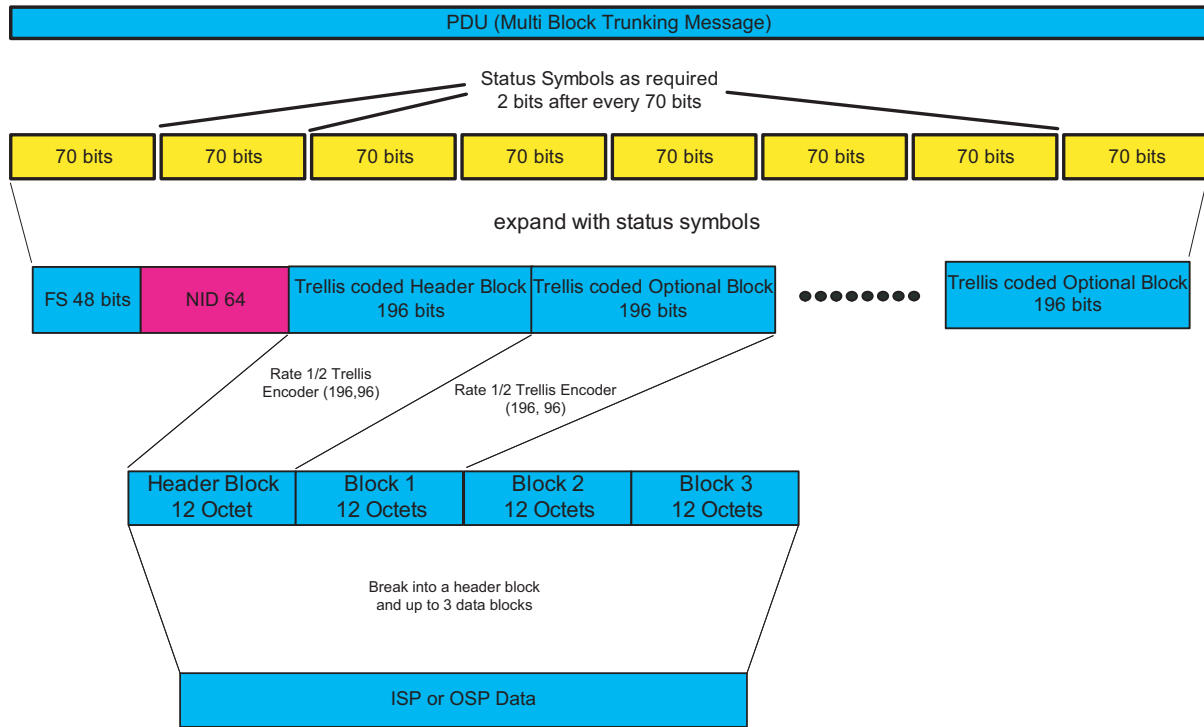 PDU (Multi Block Trunking Message)
Status Symbols as required
2 bits after every 70 bits
70 bits
70 bits
70 bits
70 bits
70 bits
70 bits
70 bits
70 bits
expand with status symbols
FS 48 bits
NID 64
Trellis coded Header Block
196 bits
Trellis coded Optional Block
196 bits
Trellis coded Optional Block
196 bits
Rate 1/2 Trellis
Encoder (196,96)
Rate 1/2 Trellis Encoder
(196, 96)
Header Block
12 Octet
Block 1
12 Octets
Block 2
12 Octets
Block 3
12 Octets
Break into a header block
and up to 3 data blocks
ISP or OSP Data